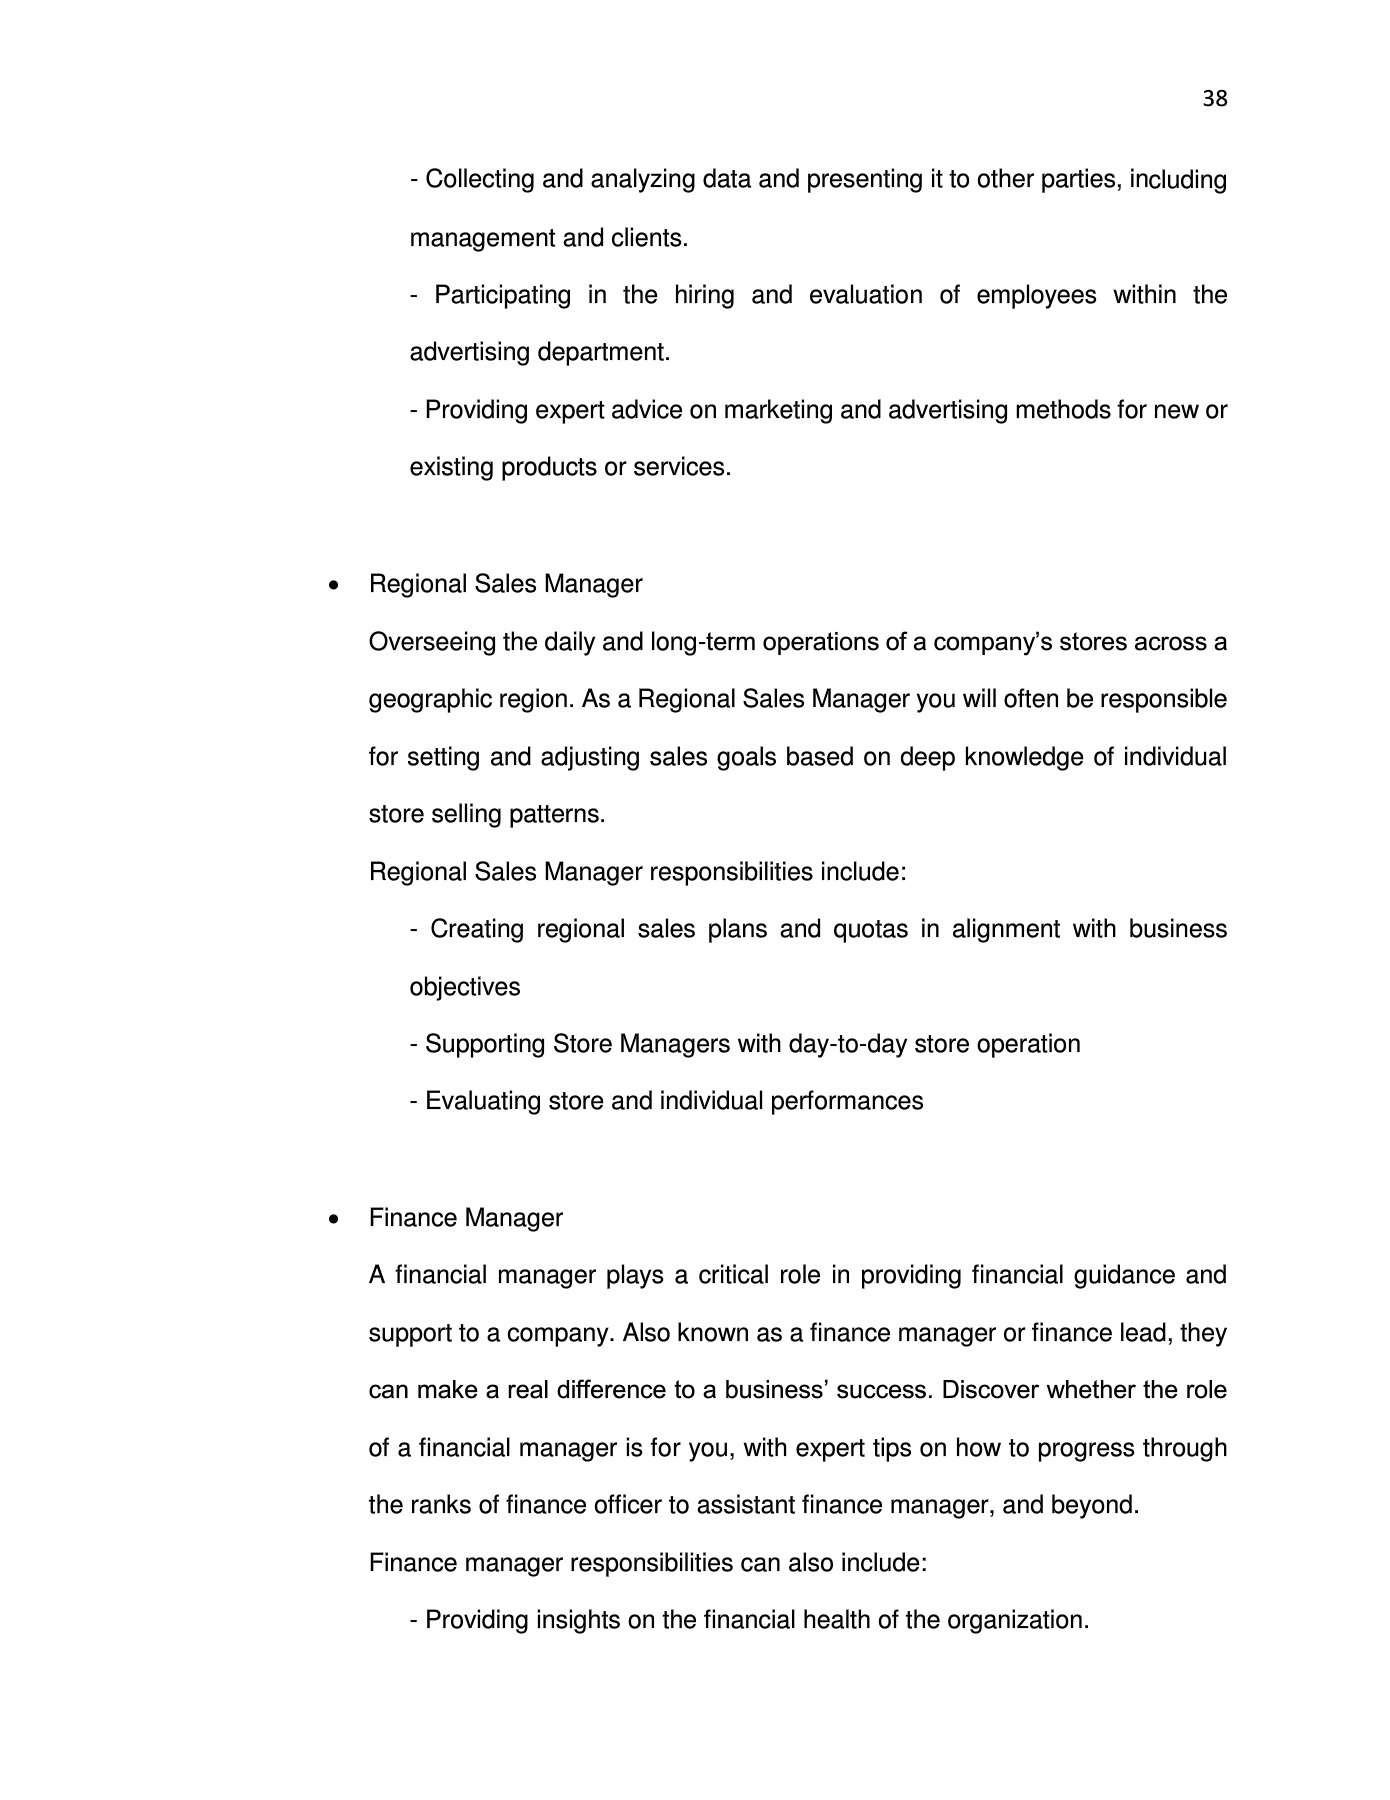 38
- Collecting and analyzing data and presenting it to other parties, including
management and clients.
- Participating in the hiring and evaluation of employees within the
advertising department.
- Providing expert advice on marketing and advertising methods for new or
existing products or services.
• Regional Sales Manager
Overseeing the daily and long-term operations of a company’s stores across a
geographic region. As a Regional Sales Manager you will often be responsible
for setting and adjusting sales goals based on deep knowledge of individual
store selling patterns.
Regional Sales Manager responsibilities include:
- Creating regional sales plans and quotas in alignment with business
objectives
- Supporting Store Managers with day-to-day store operation
- Evaluating store and individual performances
• Finance Manager
A financial manager plays a critical role in providing financial guidance and
support to a company. Also known as a finance manager or finance lead, they
can make a real difference to a business’ success. Discover whether the role
of a financial manager is for you, with expert tips on how to progress through
the ranks of finance officer to assistant finance manager, and beyond.
Finance manager responsibilities can also include:
- Providing insights on the financial health of the organization.